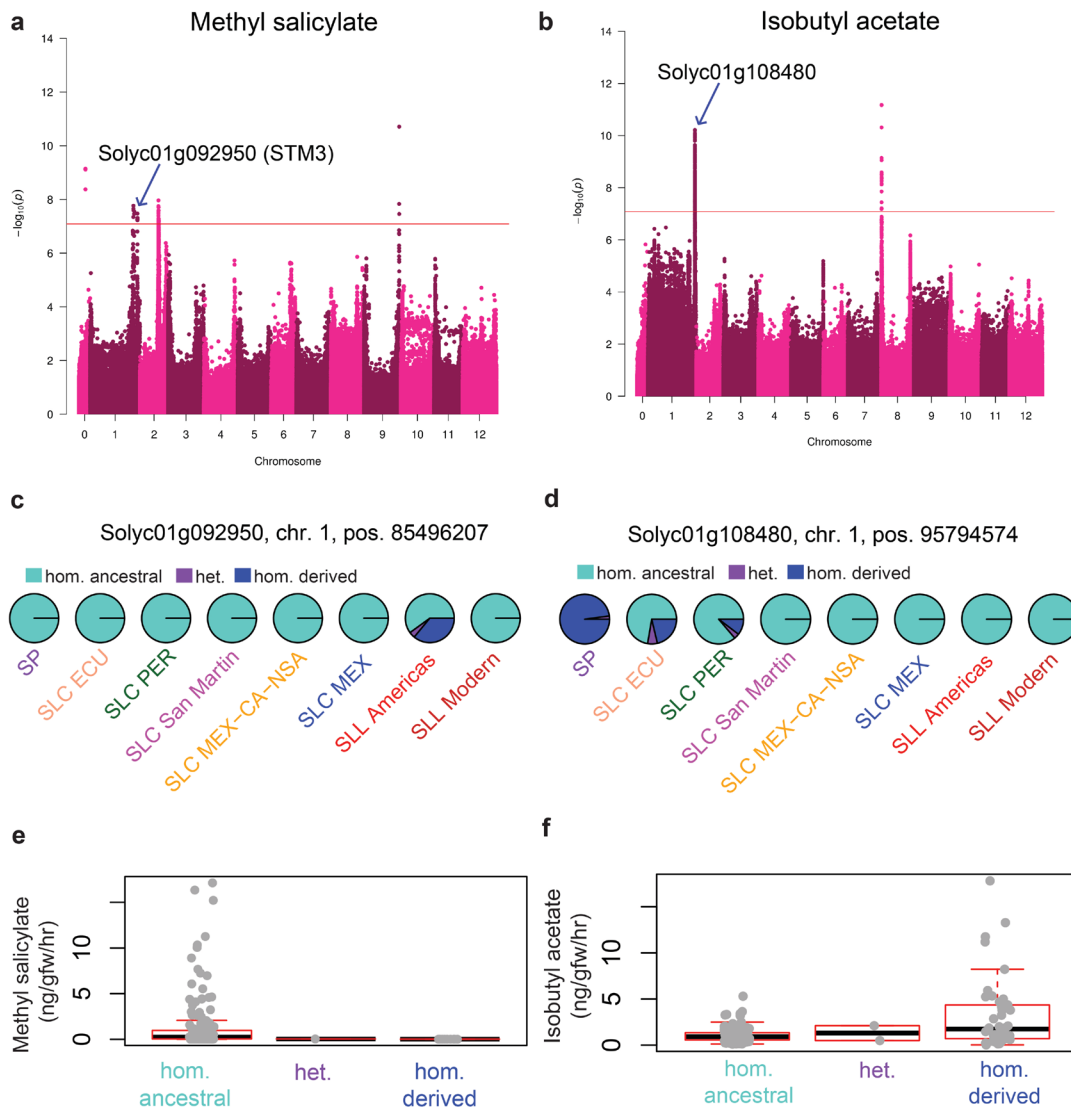 a
Methyl salicylate
14
12
10
8
6
4
2
0
−log10(p)
Solyc01g092950 (STM3)
0 1 2 3 4 5 6 7 8 9 10 11 12
Chromosome
b
Isobutyl acetate
14
12
10
8
6
4
2
0
−log10(p)
Solyc01g108480
0 1 2 3 4 5 6 7 8 9 10 11 12
Chromosome
c
Solyc01g092950, chr. 1, pos. 85496207
hom. ancestral het. hom. derived
SP
SLC ECU
SLC PER
SLC San Martin
SLC MEX−CA−NSA
SLC MEX
SLL Americas
SLL Modern
d
Solyc01g108480, chr. 1, pos. 95794574
hom. ancestral het. hom. derived
SP
SLC ECU
SLC PER
SLC San Martin
SLC MEX−CA−NSA
SLC MEX
SLL Americas
SLL Modern
e
Methyl salicylate
(ng/gfw/hr)
10
5
0
hom.
ancestral
het.
hom.
derived
f
Isobutyl acetate
(ng/gfw/hr)
10
5
0
hom.
ancestral
het.
hom.
derived